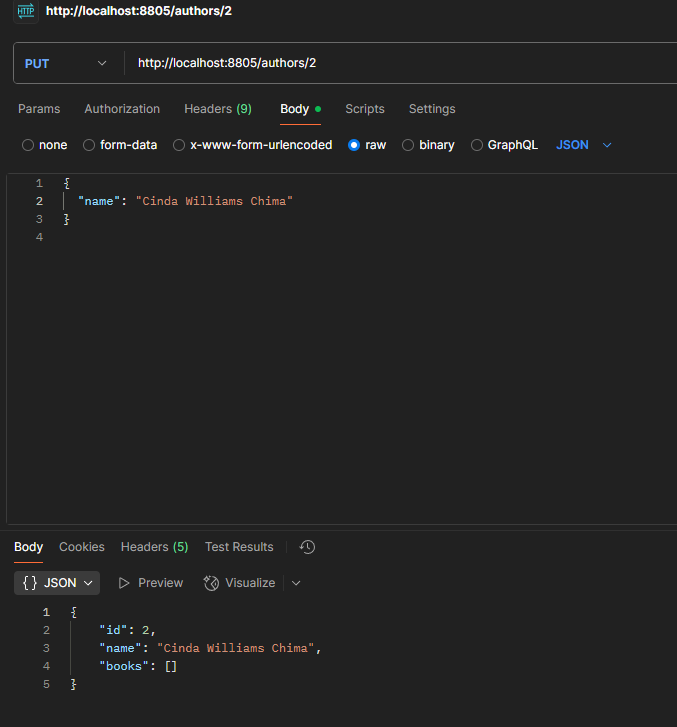 HTTP http://localhost:8805/authors/2
PUT http://localhost:8805/authors/2
Params Authorization Headers (9) Body Scripts Settings
none form-data x-www-form-urlencoded raw binary GraphQL JSON
1 {
2 "name": "Cinda Williams Chima"
3 }
4
Body Cookies Headers (5) Test Results
{} JSON Preview Visualize
1 {
2 "id": 2,
3 "name": "Cinda Williams Chima",
4 "books": []
5 }